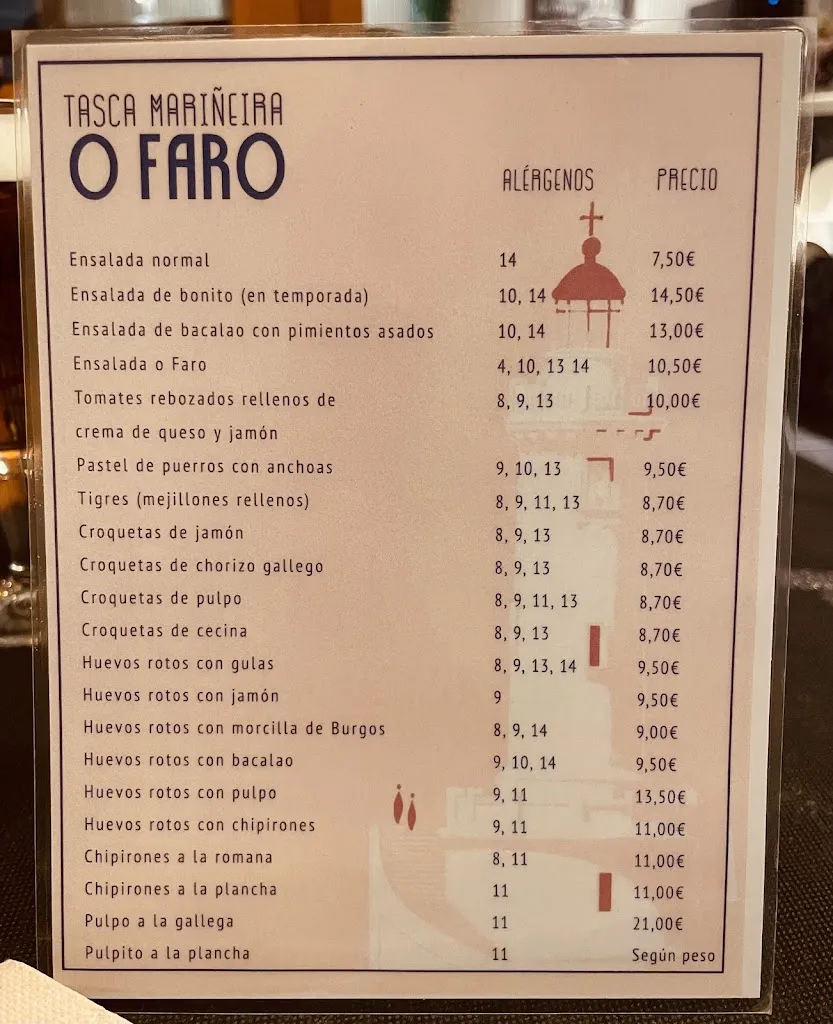 TASCA MARIÑEIRA
O FARO
ALÉRGENOS PRECIO
Ensalada normal 14 7,50€
Ensalada de bonito (en temporada) 10, 14 14,50€
Ensalada de bacalao con pimientos asados 10, 14 13,00€
Ensalada o Faro 4, 10, 13 14 10,50€
Tomates rebozados rellenos de 8, 9, 13 10,00€
crema de queso y jamón
Pastel de puerros con anchoas 9, 10, 13 9,50€
Tigres (mejillones rellenos) 8, 9, 11, 13 8,70€
Croquetas de jamón 8, 9, 13 8,70€
Croquetas de chorizo gallego 8, 9, 13 8,70€
Croquetas de pulpo 8, 9, 11, 13 8,70€
Croquetas de cecina 8, 9, 13 8,70€
Huevos rotos con gulas 8, 9, 13, 14 9,50€
Huevos rotos con jamón 9 9,50€
Huevos rotos con morcilla de Burgos 8, 9, 14 9,00€
Huevos rotos con bacalao 9, 10, 14 9,50€
Huevos rotos con pulpo 9, 11 13,50€
Huevos rotos con chipirones 9, 11 11,00€
Chipirones a la romana 8, 11 11,00€
Chipirones a la plancha 11 11,00€
Pulpo a la gallega 11 21,00€
Pulpito a la plancha 11 Según peso